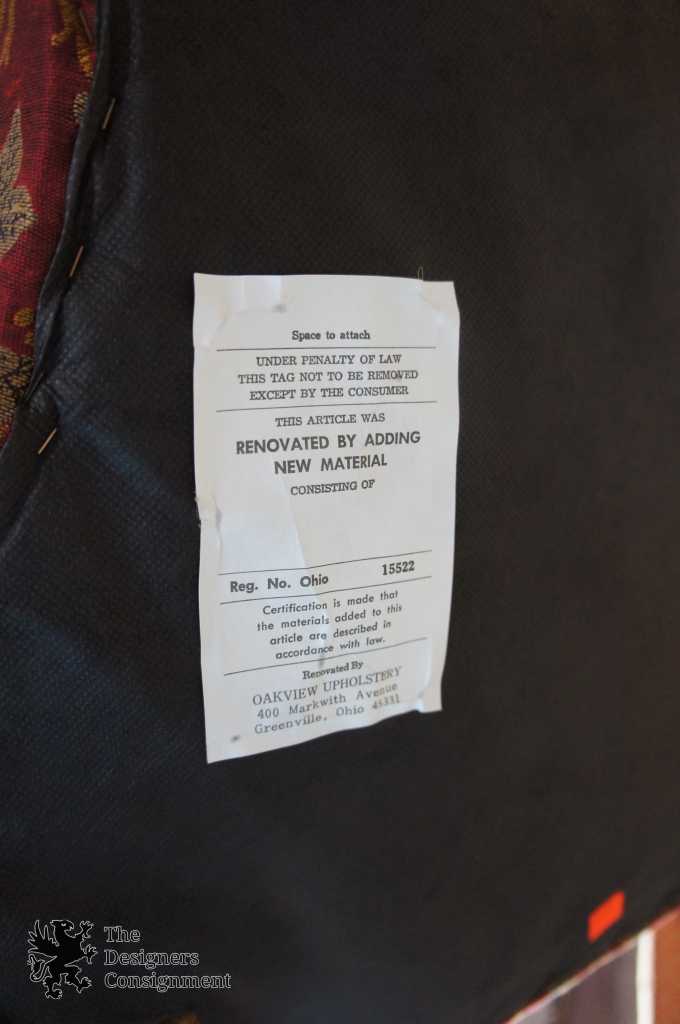 Space to attach
UNDER PENALTY OF LAW
THIS TAG NOT TO BE REMOVED
EXCEPT BY THE CONSUMER
THIS ARTICLE WAS
RENOVATED BY ADDING
NEW MATERIAL
CONSISTING OF
Reg. No. Ohio 15522
Certification is made that
the materials added to this
article are described in
accordance with law.
Renovated By
OAKVIEW UPHOLSTERY
400 Markwith Avenue
Greenville, Ohio 45331
The
Designers
Consignment